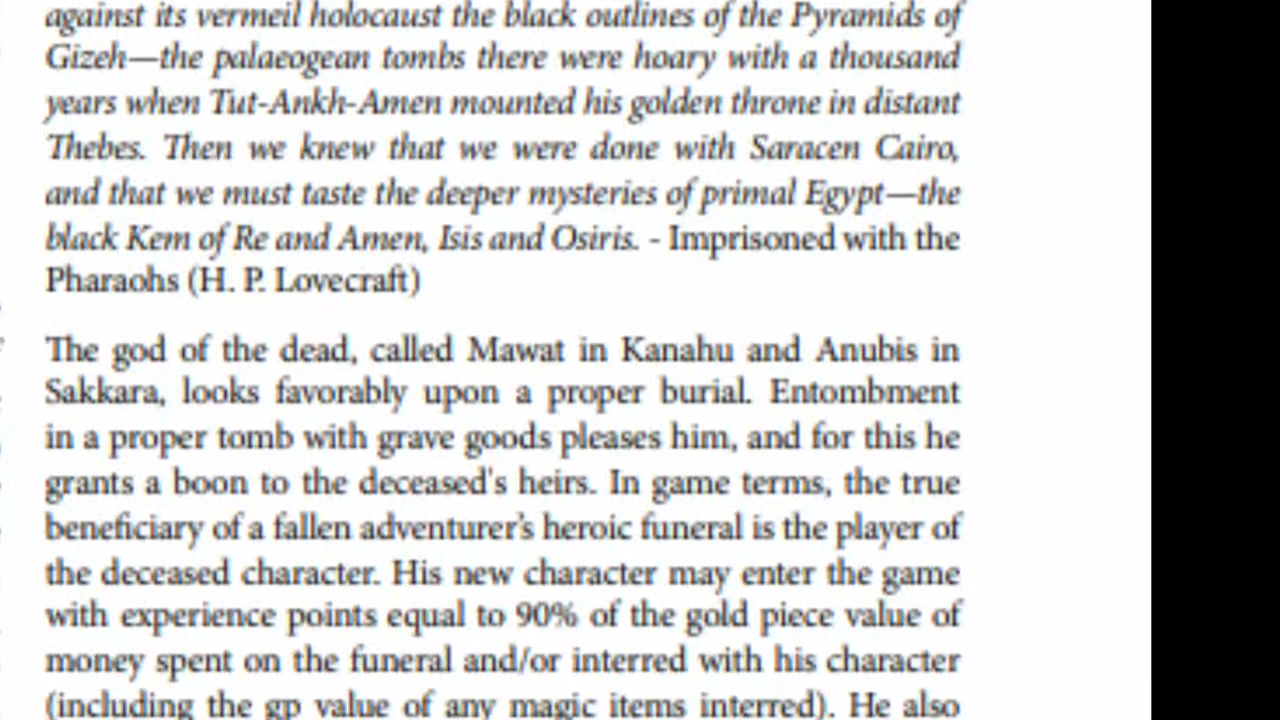 against its vermeil holocaust the black outlines of the Pyramids of
Gizeh—the palaeogean tombs there were hoary with a thousand
years when Tut-Ankh-Amen mounted his golden throne in distant
Thebes. Then we knew that we were done with Saracen Cairo,
and that we must taste the deeper mysteries of primal Egypt—the
black Kem of Re and Amen, Isis and Osiris. - Imprisoned with the
Pharaohs (H. P. Lovecraft)
The god of the dead, called Mawat in Kanahu and Anubis in
Sakkara, looks favorably upon a proper burial. Entombment
in a proper tomb with grave goods pleases him, and for this he
grants a boon to the deceased's heirs. In game terms, the true
beneficiary of a fallen adventurer's heroic funeral is the player of
the deceased character. His new character may enter the game
with experience points equal to 90% of the gold piece value of
money spent on the funeral and/or interred with his character
(including the gp value of any magic items interred). He also